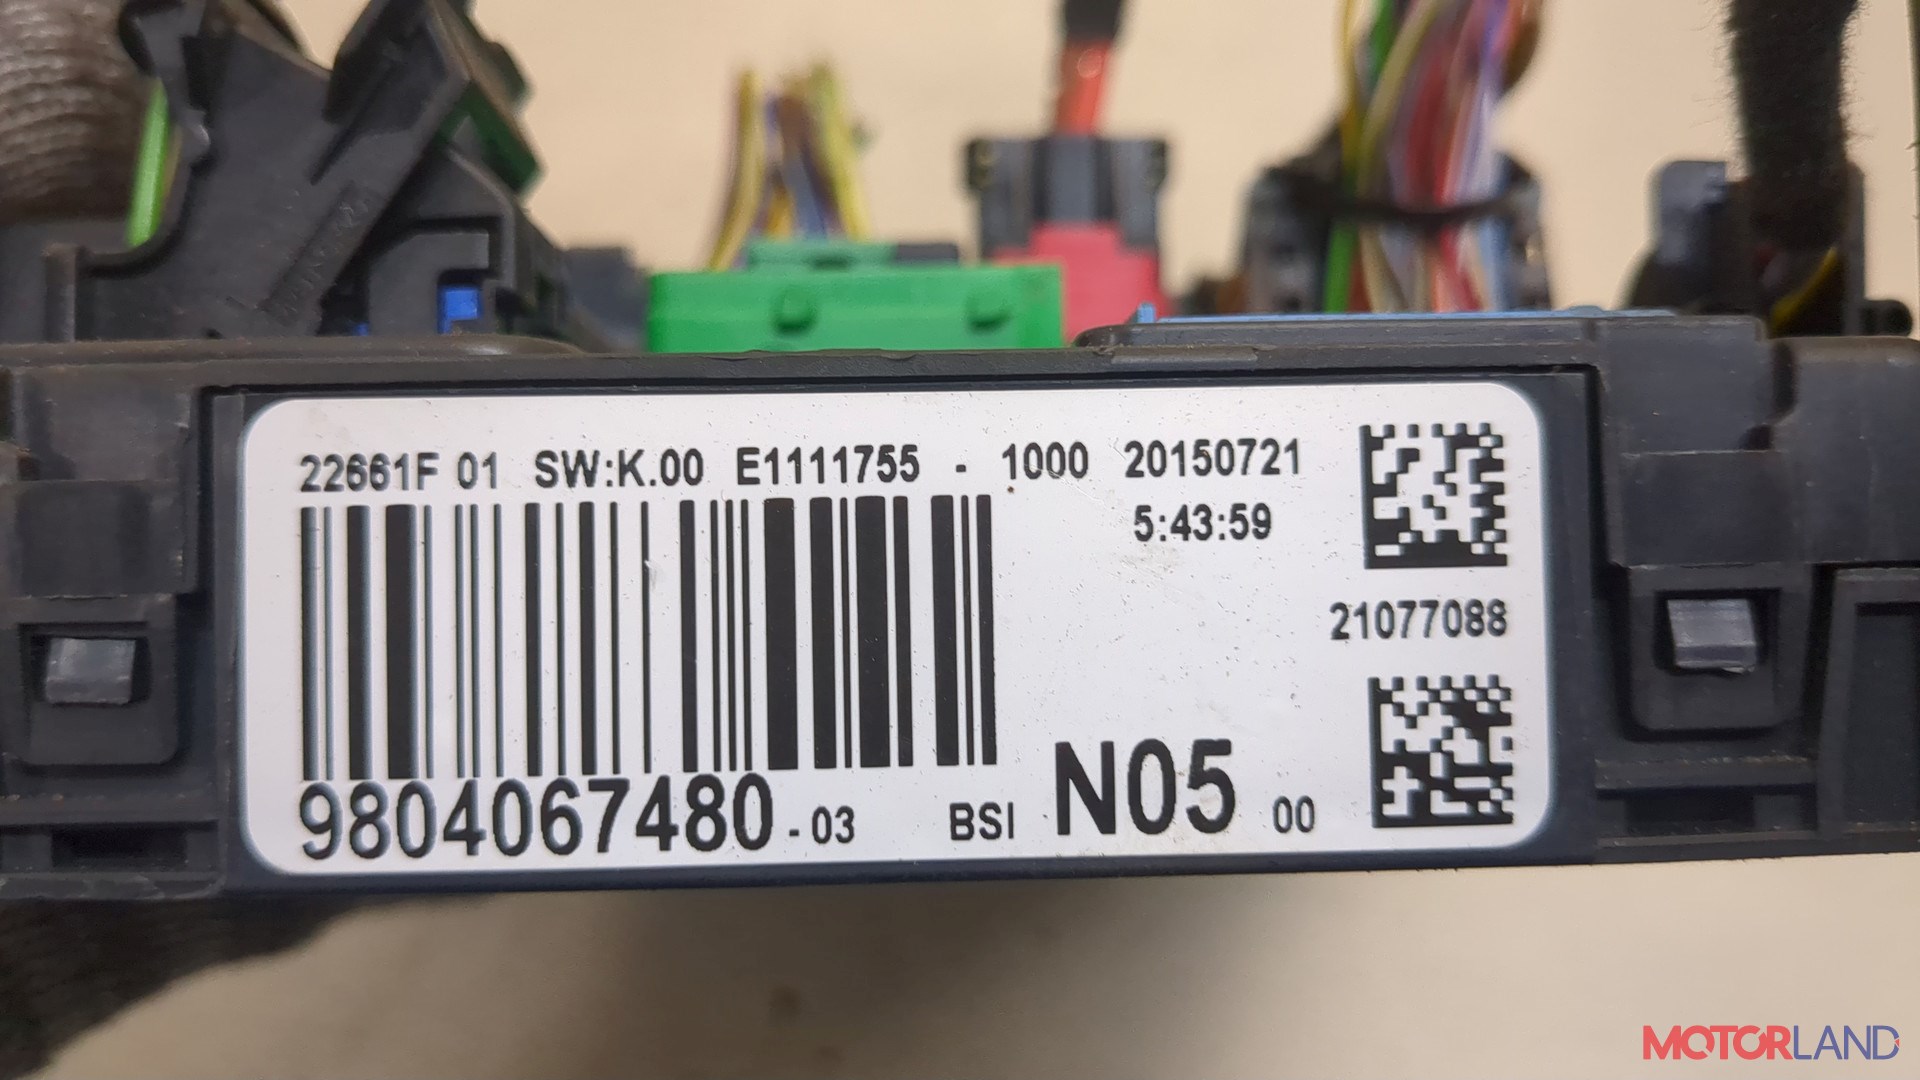 22661F 01 SW:K.00 E1111755 - 1000 20150721
5:43:59
21077088
9804067480 - 03 BSI N05 00
MOTORLAND